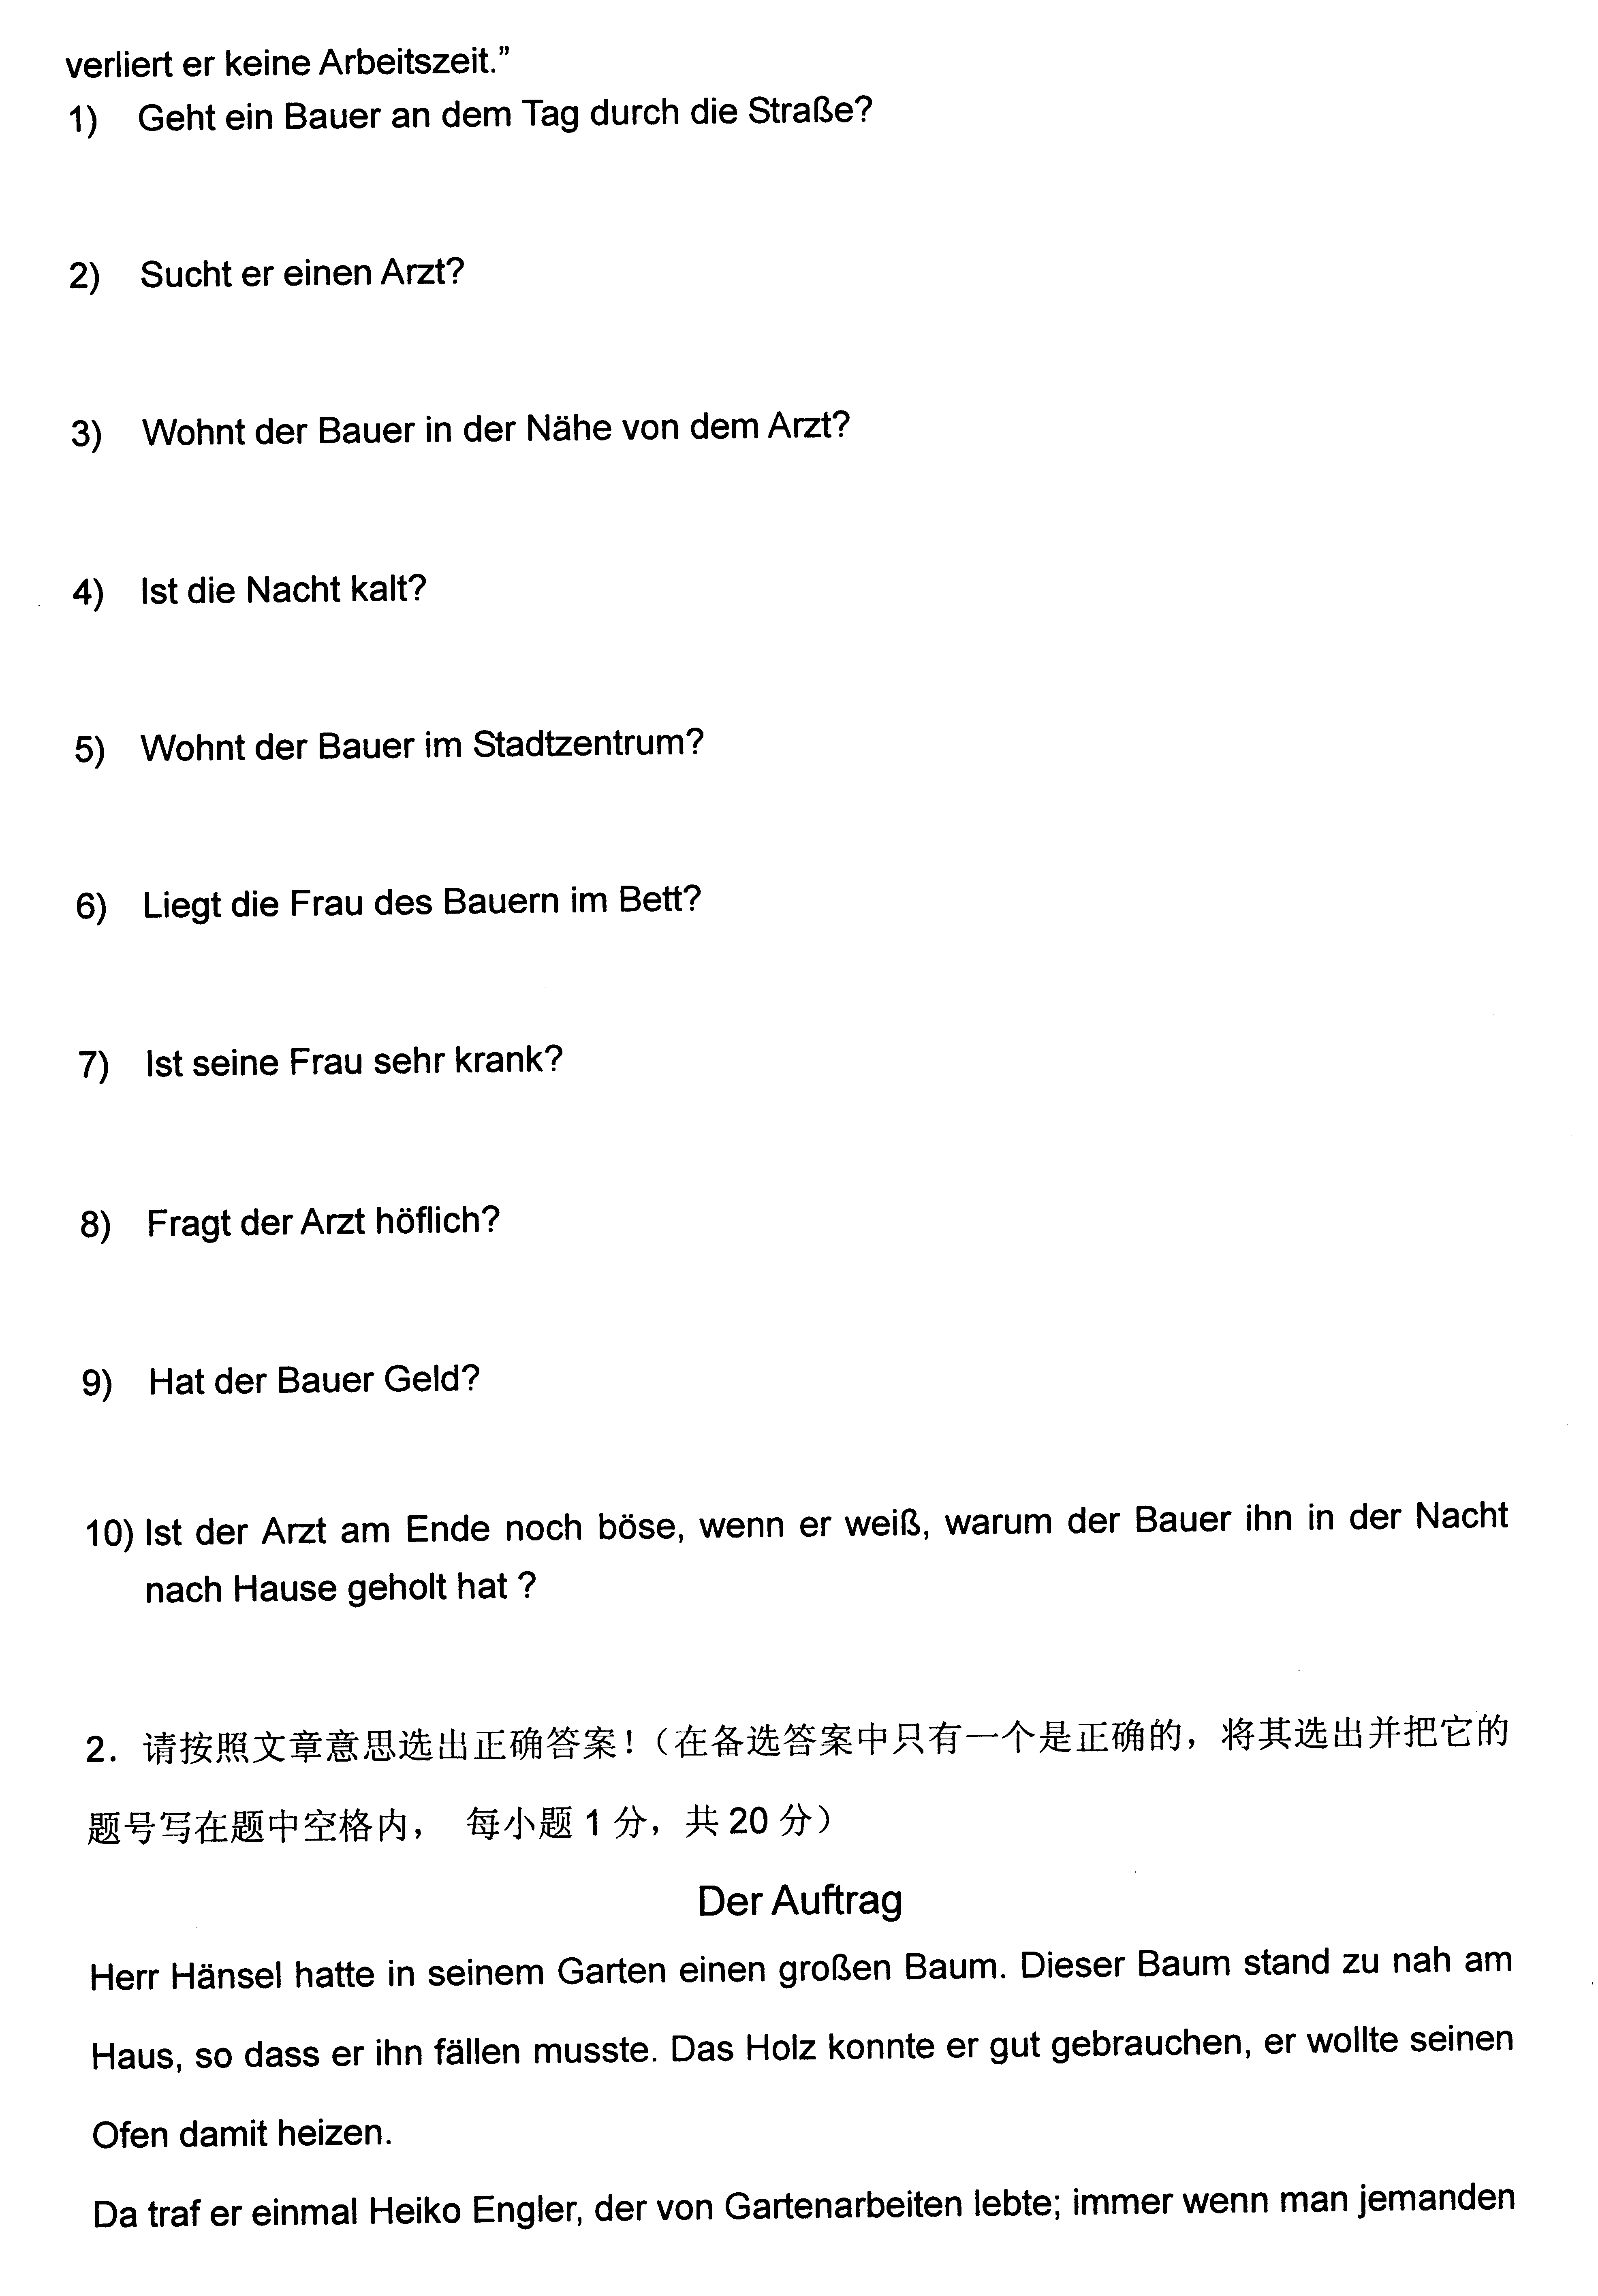 verliert er keine Arbeitszeit.”
1) Geht ein Bauer an dem Tag durch die Straße?
2) Sucht er einen Arzt?
3) Wohnt der Bauer in der Nähe von dem Arzt?
4) Ist die Nacht kalt?
5) Wohnt der Bauer im Stadtzentrum?
6) Liegt die Frau des Bauern im Bett?
7) Ist seine Frau sehr krank?
8) Fragt der Arzt höflich?
9) Hat der Bauer Geld?
10) Ist der Arzt am Ende noch böse, wenn er weiß, warum der Bauer ihn in der Nacht
nach Hause geholt hat ?
2. 请按照文章意思选出正确答案!(在备选答案中只有一个是正确的,将其选出并把它的
题号写在题中空格内, 每小题 1 分,共 20 分)
Der Auftrag
Herr Hänsel hatte in seinem Garten einen großen Baum. Dieser Baum stand zu nah am
Haus, so dass er ihn fällen musste. Das Holz konnte er gut gebrauchen, er wollte seinen
Ofen damit heizen.
Da traf er einmal Heiko Engler, der von Gartenarbeiten lebte; immer wenn man jemanden